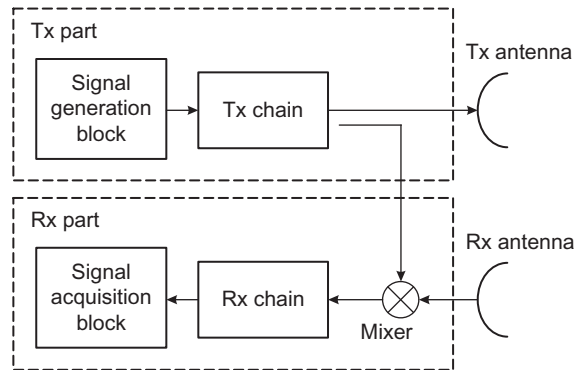 Tx part
Tx antenna
Signal
generation
block
Tx chain
Rx part
Rx antenna
Signal
acquisition
block
Rx chain
Mixer